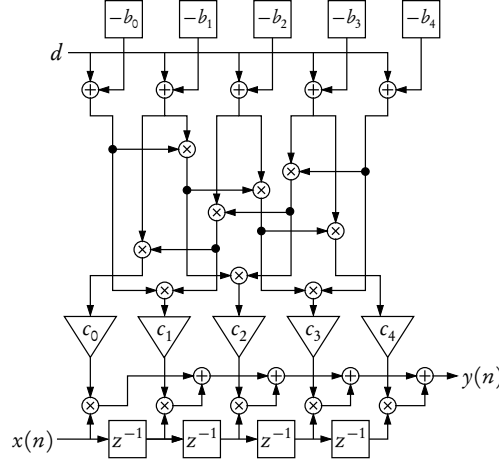 −b₀ −b₁ −b₂ −b₃ −b₄
d
+ + + + +
×
×
× ×
×
×
× ×
× ×
c₀ c₁ c₂ c₃ c₄
+ + + + y(n)
× × × × ×
x(n) z⁻¹ z⁻¹ z⁻¹ z⁻¹